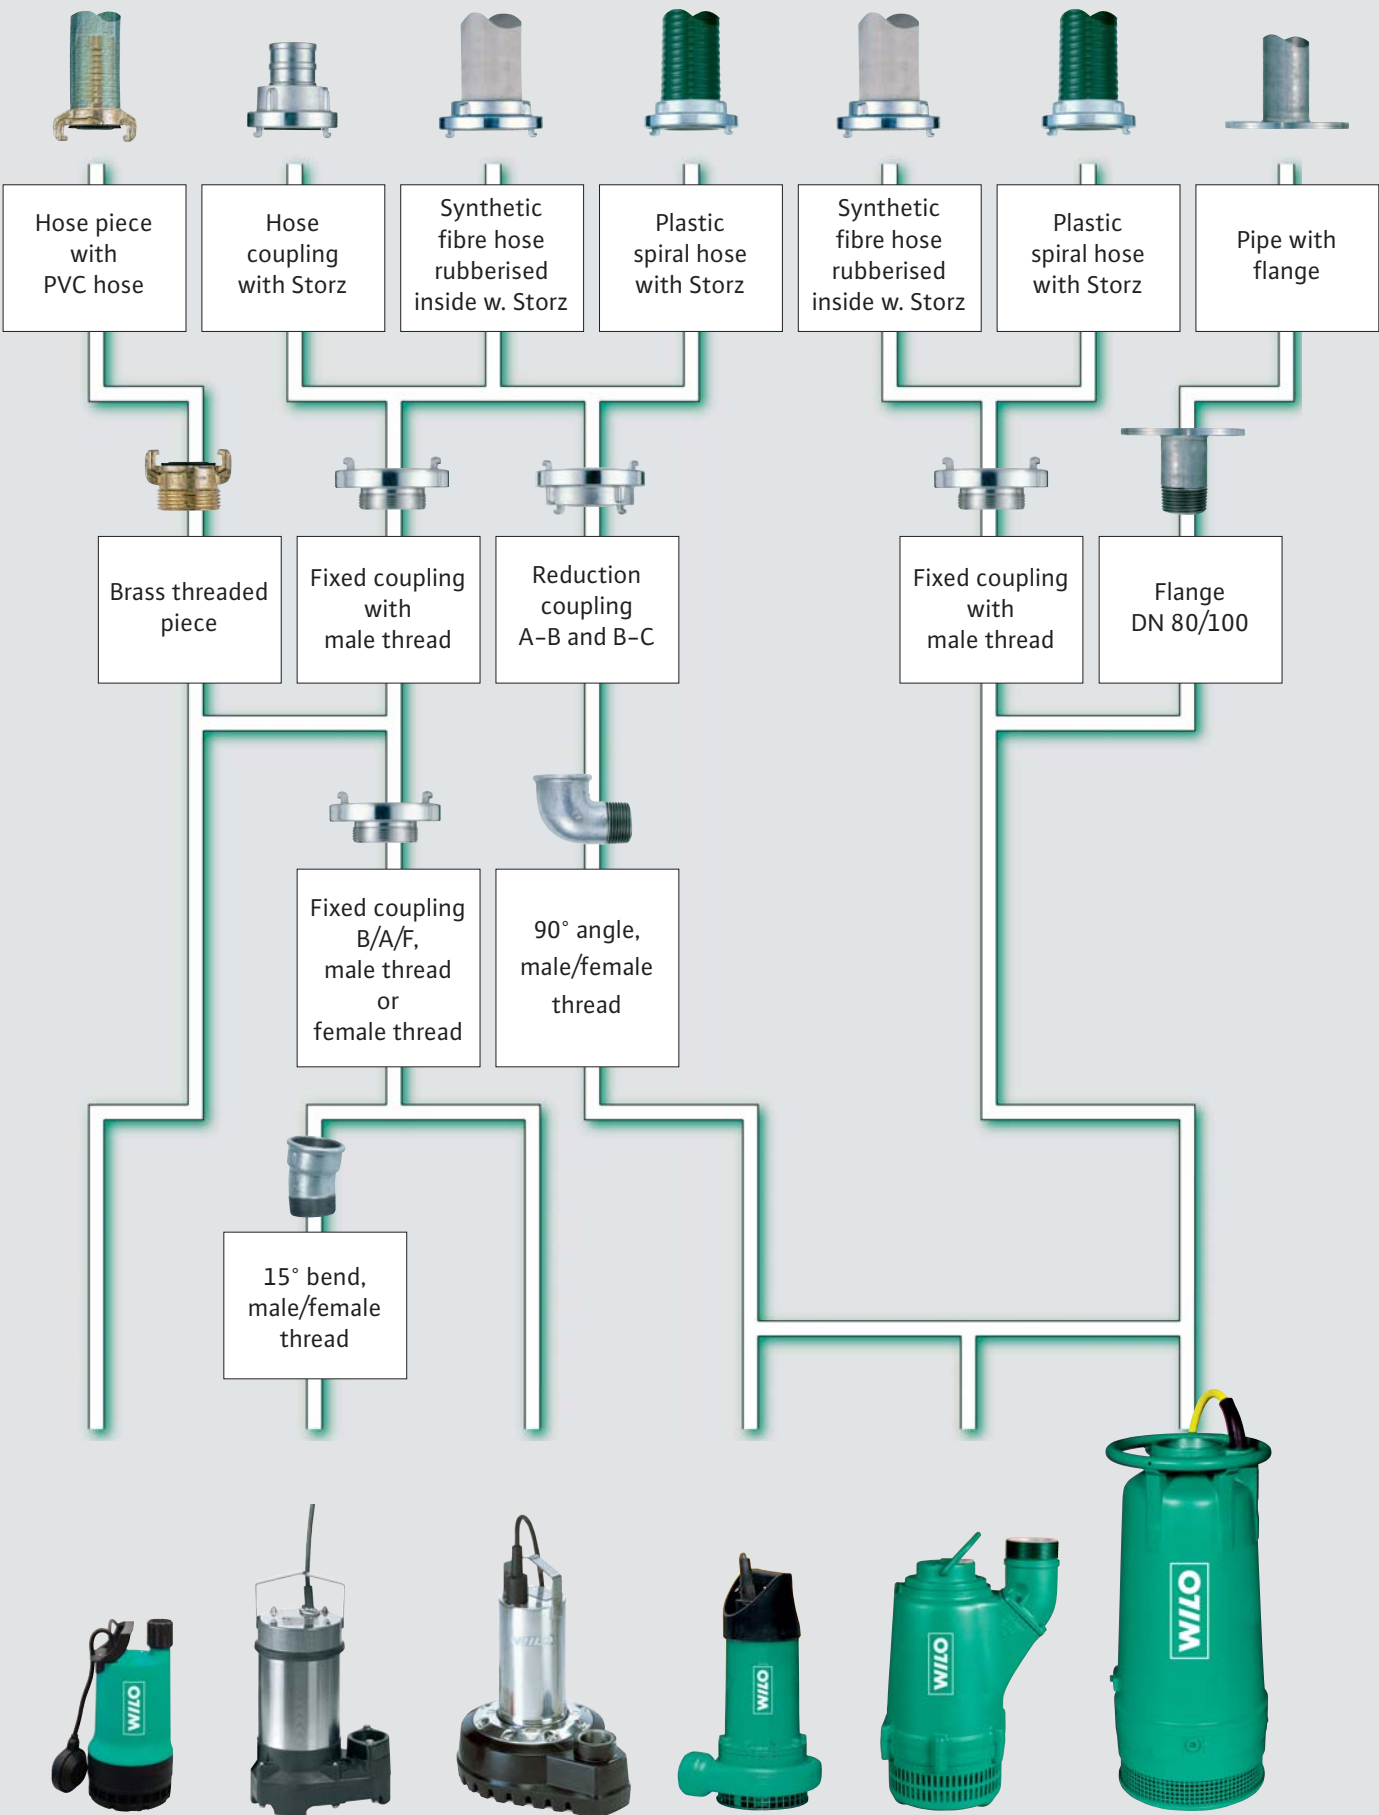 Hose piece
with
PVC hose
Hose
coupling
with Storz
Synthetic
fibre hose
rubberised
inside w. Storz
Plastic
spiral hose
with Storz
Synthetic
fibre hose
rubberised
inside w. Storz
Plastic
spiral hose
with Storz
Pipe with
flange
Brass threaded
piece
Fixed coupling
with
male thread
Reduction
coupling
A–B and B–C
Fixed coupling
with
male thread
Flange
DN 80/100
Fixed coupling
B/A/F,
male thread
or
female thread
90° angle,
male/female
thread
15° bend,
male/female
thread
WILO
WILO
WILO
WILO
WILO